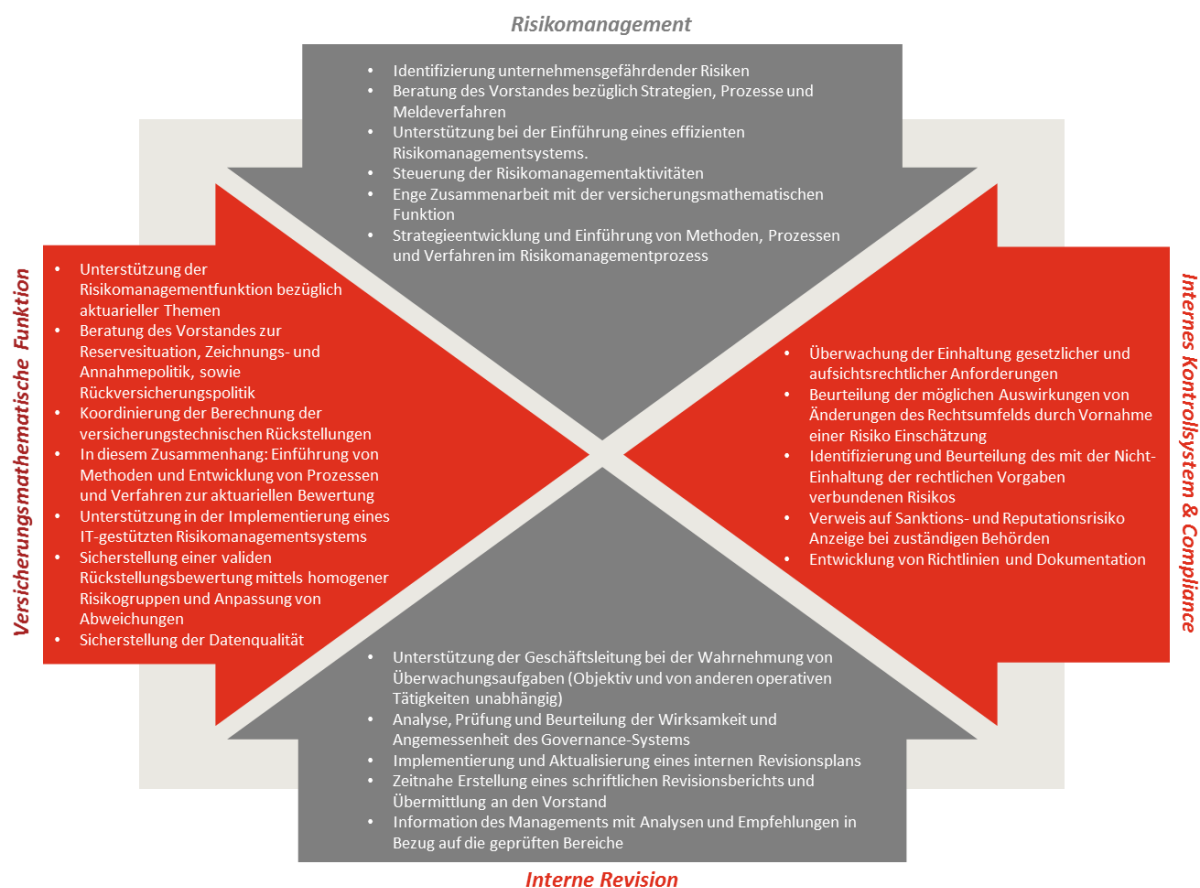 Risikomanagement
• Identifizierung unternehmensgefährdender Risiken
• Beratung des Vorstandes bezüglich Strategien, Prozesse und
Meldeverfahren
• Unterstützung bei der Einführung eines effizienten
Risikomanagementsystems.
• Steuerung der Risikomanagementaktivitäten
• Enge Zusammenarbeit mit der versicherungsmathematischen
Funktion
• Strategieentwicklung und Einführung von Methoden, Prozessen
und Verfahren im Risikomanagementprozess
Versicherungsmathematische Funktion
• Unterstützung der
Risikomanagementfunktion bezüglich
aktuarieller Themen
• Beratung des Vorstandes zur
Reservesituation, Zeichnungs- und
Annahmepolitik, sowie
Rückversicherungspolitik
• Koordinierung der Berechnung der
versicherungstechnischen Rückstellungen
• In diesem Zusammenhang: Einführung von
Methoden und Entwicklung von Prozessen
und Verfahren zur aktuariellen Bewertung
• Unterstützung in der Implementierung eines
IT-gestützten Risikomanagementsystems
• Sicherstellung einer validen
Rückstellungsbewertung mittels homogener
Risikogruppen und Anpassung von
Abweichungen
• Sicherstellung der Datenqualität
Internes Kontrollsystem & Compliance
• Überwachung der Einhaltung gesetzlicher und
aufsichtsrechtlicher Anforderungen
• Beurteilung der möglichen Auswirkungen von
Änderungen des Rechtsumfelds durch Vornahme
einer Risiko Einschätzung
• Identifizierung und Beurteilung des mit der Nicht-
Einhaltung der rechtlichen Vorgaben
verbundenen Risikos
• Verweis auf Sanktions- und Reputationsrisiko
Anzeige bei zuständigen Behörden
• Entwicklung von Richtlinien und Dokumentation
• Unterstützung der Geschäftsleitung bei der Wahrnehmung von
Überwachungsaufgaben (Objektiv und von anderen operativen
Tätigkeiten unabhängig)
• Analyse, Prüfung und Beurteilung der Wirksamkeit und
Angemessenheit des Governance-Systems
• Implementierung und Aktualisierung eines internen Revisionsplans
• Zeitnahe Erstellung eines schriftlichen Revisionsberichts und
Übermittlung an den Vorstand
• Information des Managements mit Analysen und Empfehlungen in
Bezug auf die geprüften Bereiche
Interne Revision